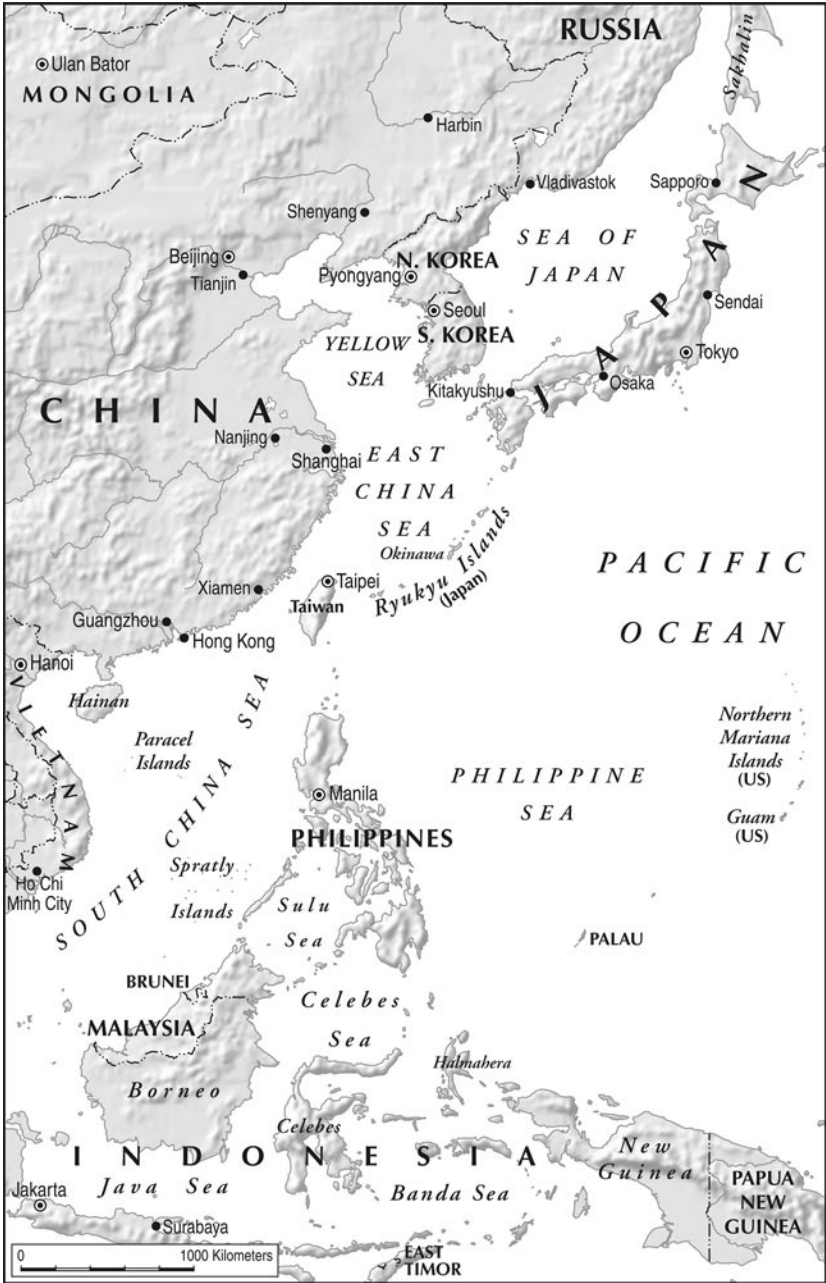 RUSSIA
Sakhalin
Ulan Bator
MONGOLIA
Harbin
Vladivostok
Sapporo
Shenyang
SEA OF
JAPAN
JAPAN
Beijing
Tianjin
N. KOREA
Pyongyang
Seoul
S. KOREA
Sendai
Tokyo
YELLOW
SEA
Kitakyushu
Osaka
CHINA
Nanjing
Shanghai
EAST
CHINA
SEA
Okinawa
Ryukyu Islands
(Japan)
PACIFIC
OCEAN
Xiamen
Taipei
Taiwan
Guangzhou
Hong Kong
Hanoi
VIETNAM
Hainan
Paracel
Islands
SOUTH CHINA SEA
Northern
Mariana
Islands
(US)
Guam
(US)
PHILIPPINE
SEA
Manila
PHILIPPINES
Ho Chi
Minh City
Spratly
Islands
Sulu
Sea
PALAU
BRUNEI
MALAYSIA
Celebes
Sea
Borneo
Halmahera
Celebes
INDONESIA
New
Guinea
PAPUA
NEW
GUINEA
Java Sea
Banda Sea
Jakarta
Surabaya
EAST
TIMOR
0
1000 Kilometers